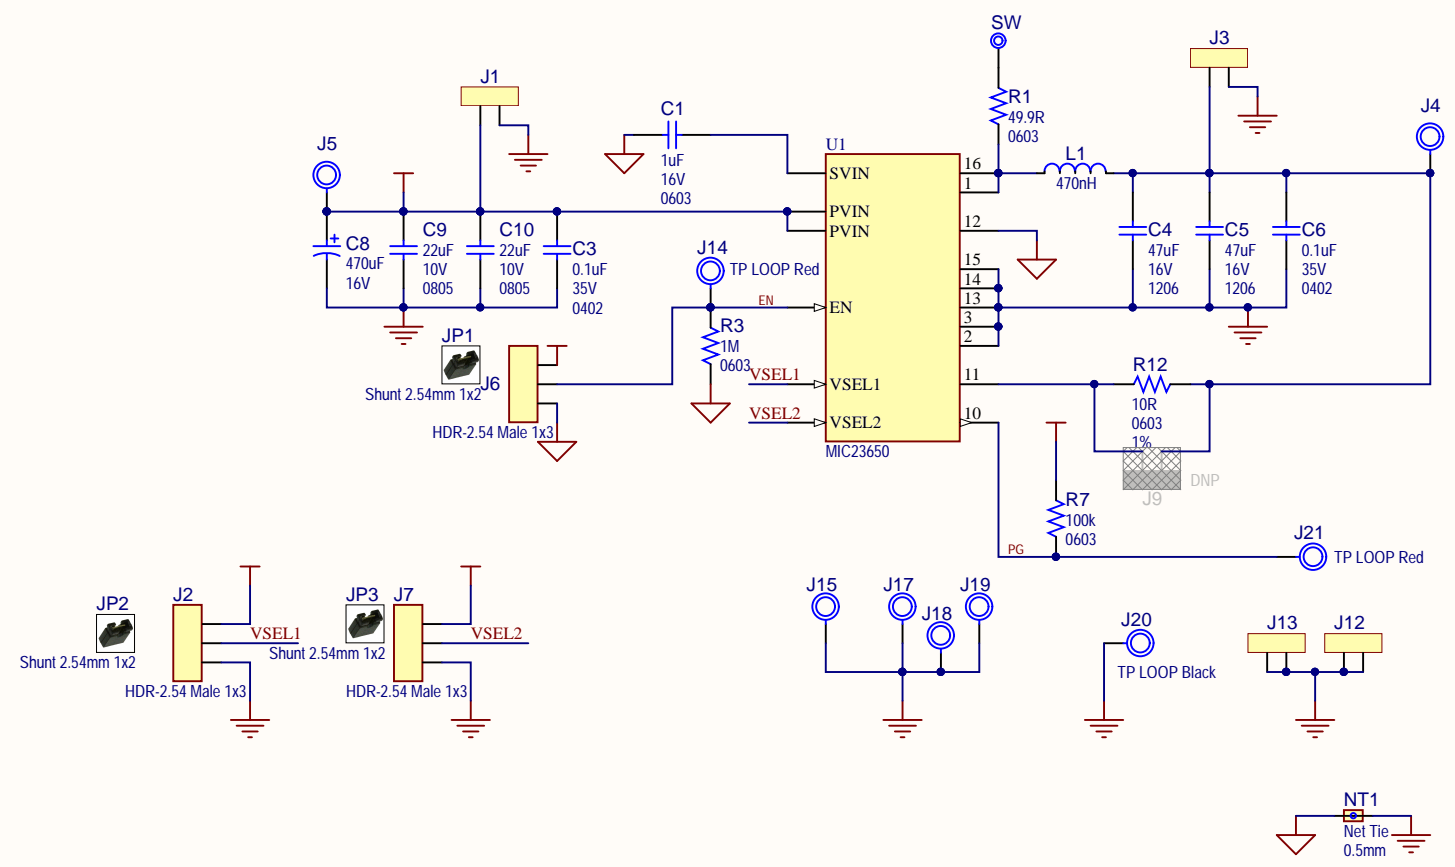 SW
J3
J1
R1
49.9R
0603
C1
1uF
16V
0603
J4
J5
U1
L1
470nH
SVIN
16
1
PVIN
PVIN
12
C8
470uF
16V
C9
22uF
10V
0805
C10
22uF
10V
0805
C3
0.1uF
35V
0402
C4
47uF
16V
1206
C5
47uF
16V
1206
C6
0.1uF
35V
0402
J14
TP LOOP Red
15
14
13
3
2
EN
EN
R3
1M
0603
JP1
Shunt 2.54mm 1x2
J6
HDR-2.54 Male 1x3
VSEL1
VSEL1
11
VSEL2
VSEL2
10
MIC23650
R12
10R
0603
1%
DNP
J9
R7
100k
0603
PG
J21
TP LOOP Red
JP2
Shunt 2.54mm 1x2
J2
VSEL1
HDR-2.54 Male 1x3
JP3
Shunt 2.54mm 1x2
J7
VSEL2
HDR-2.54 Male 1x3
J15
J17
J18
J19
J20
TP LOOP Black
J13
J12
NT1
Net Tie
0.5mm